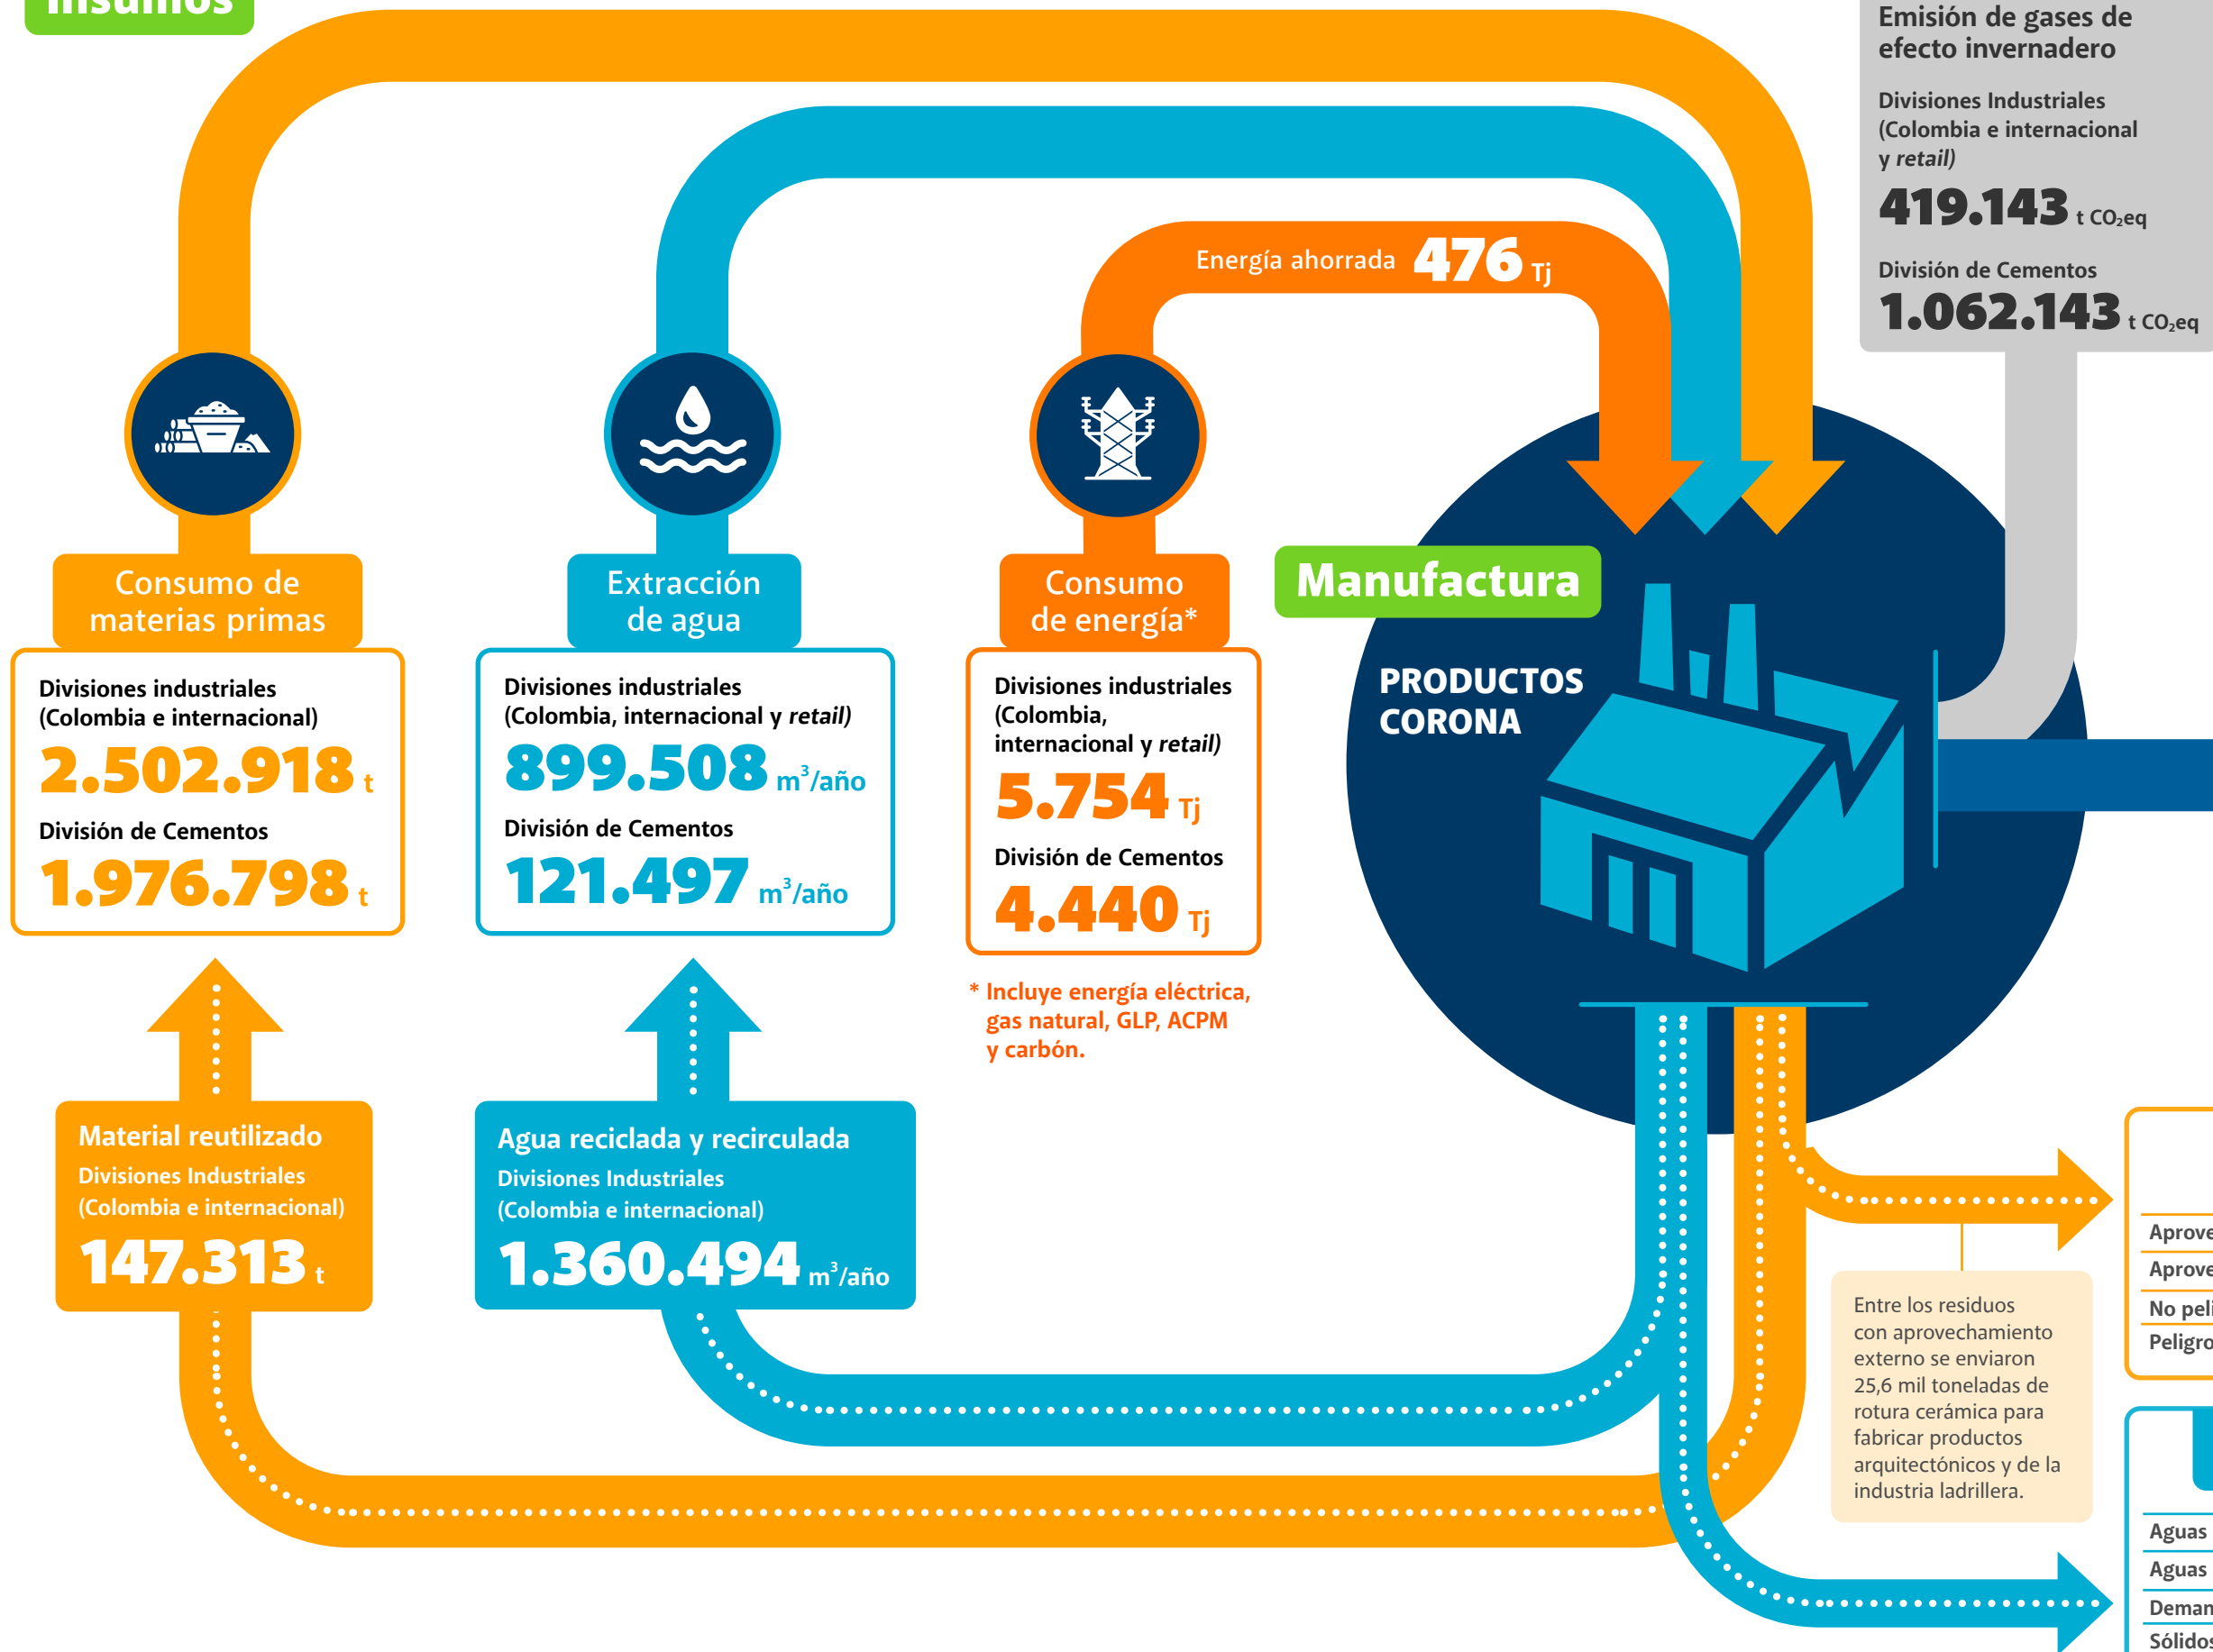 Insumos
Emisión de gases de
efecto invernadero
Divisiones Industriales
(Colombia e internacional
y retail)
419.143 t CO₂eq
División de Cementos
1.062.143 t CO₂eq
Energía ahorrada 476 Tj
Consumo de
materias primas
Divisiones industriales
(Colombia e internacional)
2.502.918 t
División de Cementos
1.976.798 t
Extracción
de agua
Divisiones industriales
(Colombia, internacional y retail)
899.508 m³/año
División de Cementos
121.497 m³/año
Consumo
de energía*
Divisiones industriales
(Colombia,
internacional y retail)
5.754 Tj
División de Cementos
4.440 Tj
* Incluye energía eléctrica,
gas natural, GLP, ACPM
y carbón.
Manufactura
PRODUCTOS
CORONA
Material reutilizado
Divisiones Industriales
(Colombia e internacional)
147.313 t
Agua reciclada y recirculada
Divisiones Industriales
(Colombia e internacional)
1.360.494 m³/año
Entre los residuos
con aprovechamiento
externo se enviaron
25,6 mil toneladas de
rotura cerámica para
fabricar productos
arquitectónicos y de la
industria ladrillera.
Aprove
Aprove
No peli
Peligro
Aguas
Aguas
Deman
Sólidos